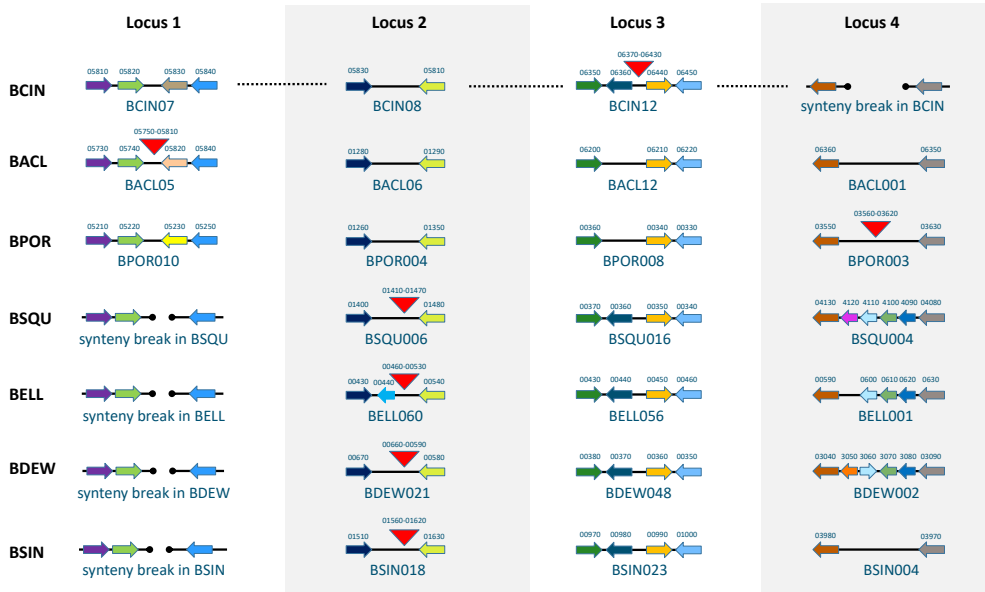 Locus 1 Locus 2 Locus 3 Locus 4
BCIN
05810 05820 05830 05840
BCIN07
05830 05810
BCIN08
06370-06430
06350 06360 06440 06450
BCIN12
synteny break in BCIN
BACL
05750-05810
05730 05740 05820 05840
BACL05
01280 01290
BACL06
06200 06210 06220
BACL12
06360 06350
BACL001
BPOR
05210 05220 05230 05250
BPOR010
01260 01350
BPOR004
00360 00340 00330
BPOR008
03560-03620
03550 03630
BPOR003
BSQU
synteny break in BSQU
01410-01470
01400 01480
BSQU006
00370 00360 00350 00340
BSQU016
04130 4120 4110 4100 4090 04080
BSQU004
BELL
synteny break in BELL
00460-00530
00430 00440 00540
BELL060
00430 00440 00450 00460
BELL056
00590 0600 0610 0620 0630
BELL001
BDEW
synteny break in BDEW
00660-00590
00670 00580
BDEW021
00380 00370 00360 00350
BDEW048
03040 3050 3060 3070 3080 03090
BDEW002
BSIN
synteny break in BSIN
01560-01620
01510 01630
BSIN018
00970 00980 00990 01000
BSIN023
03980 03970
BSIN004